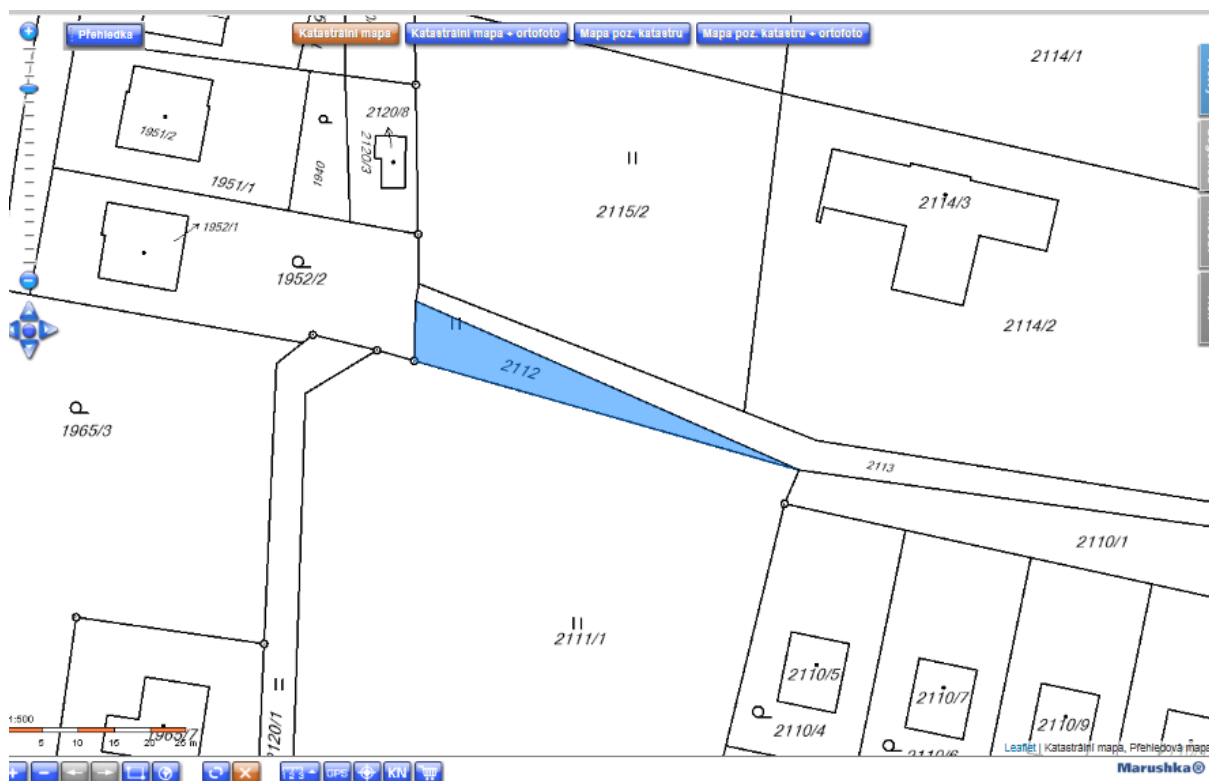 Přehledka
Katastrální mapa
Katastrální mapa + ortofoto
Mapa poz. katastru
Mapa poz. katastru + ortofoto
2114/1
2120/8
1951/2
2120/3
1940
1951/1
2115/2
2114/3
1952/1
1952/2
2114/2
2112
1965/3
2113
2110/1
2111/1
2110/5
2110/7
2110/9
2110/4
2120/1
1965/7
2110/6
1:500
5 10 15 20 25 m
Leaflet | Katastrální mapa, Přehledová mapa
GPS
KN
Marushka®